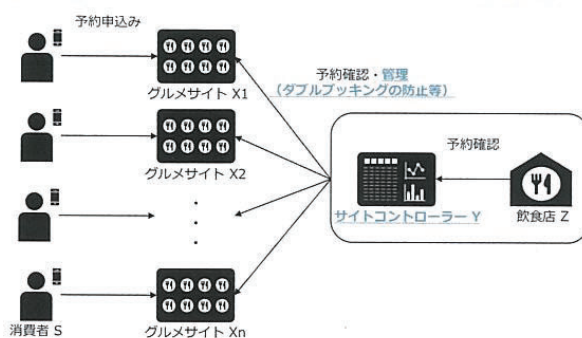 予約申込み
グルメサイト X1
グルメサイト X2
グルメサイト Xn
消費者 S
予約確認・管理
（ダブルブッキングの防止等）
予約確認
サイトコントローラー Y
飲食店 Z